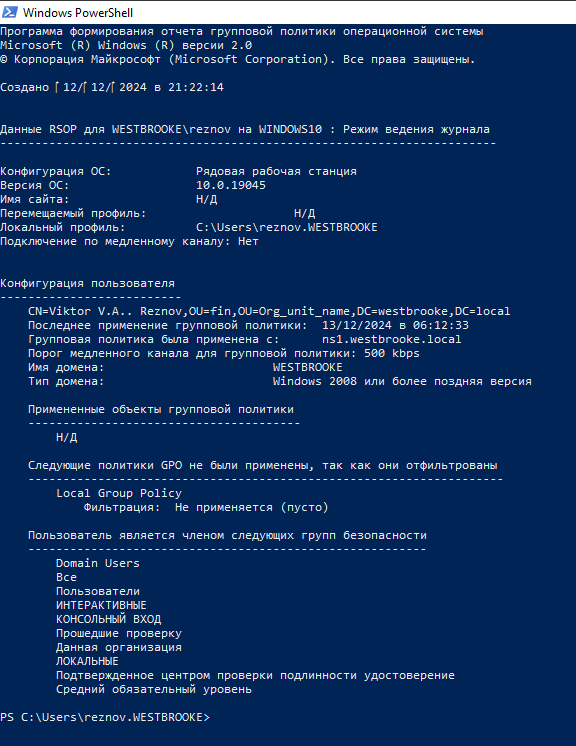 Windows PowerShell
Программа формирования отчета групповой политики операционной системы
Microsoft (R) Windows (R) версии 2.0
© Корпорация Майкрософт (Microsoft Corporation). Все права защищены.
Создано 12/12/2024 в 21:22:14
Данные RSOP для WESTBROOKE\reznov на WINDOWS10 : Режим ведения журнала
-----------------------------------------------------------------------
Конфигурация ОС: Рядовая рабочая станция
Версия ОС: 10.0.19045
Имя сайта: Н/Д
Перемещаемый профиль: Н/Д
Локальный профиль: C:\Users\reznov.WESTBROOKE
Подключение по медленному каналу: Нет
Конфигурация пользователя
--------------------------
CN=Viktor V.A.. Reznov,OU=fin,OU=Org_unit_name,DC=westbrooke,DC=local
Последнее применение групповой политики: 13/12/2024 в 06:12:33
Групповая политика была применена с: ns1.westbrooke.local
Порог медленного канала для групповой политики: 500 kbps
Имя домена: WESTBROOKE
Тип домена: Windows 2008 или более поздняя версия
Примененные объекты групповой политики
---------------------------------------
Н/Д
Следующие политики GPO не были применены, так как они отфильтрованы
--------------------------------------------------------------------
Local Group Policy
Фильтрация: Не применяется (пусто)
Пользователь является членом следующих групп безопасности
---------------------------------------------------------
Domain Users
Все
Пользователи
ИНТЕРАКТИВНЫЕ
КОНСОЛЬНЫЙ ВХОД
Прошедшие проверку
Данная организация
ЛОКАЛЬНЫЕ
Подтвержденное центром проверки подлинности удостоверение
Средний обязательный уровень
PS C:\Users\reznov.WESTBROOKE>